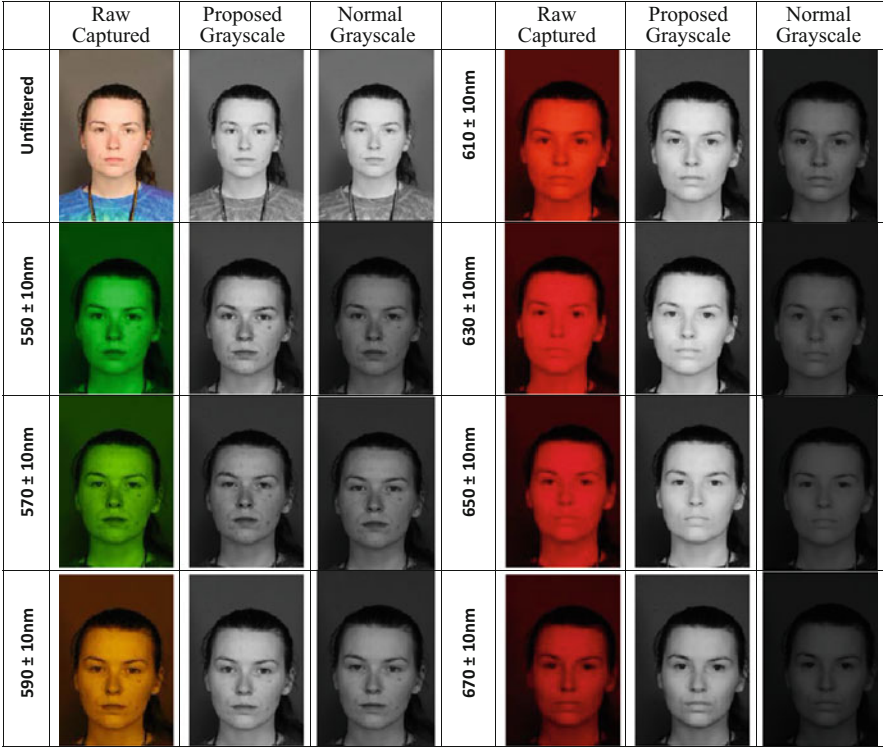 Raw
Captured
Proposed
Grayscale
Normal
Grayscale
Raw
Captured
Proposed
Grayscale
Normal
Grayscale
Unfiltered
610 ± 10nm
550 ± 10nm
630 ± 10nm
570 ± 10nm
650 ± 10nm
590 ± 10nm
670 ± 10nm